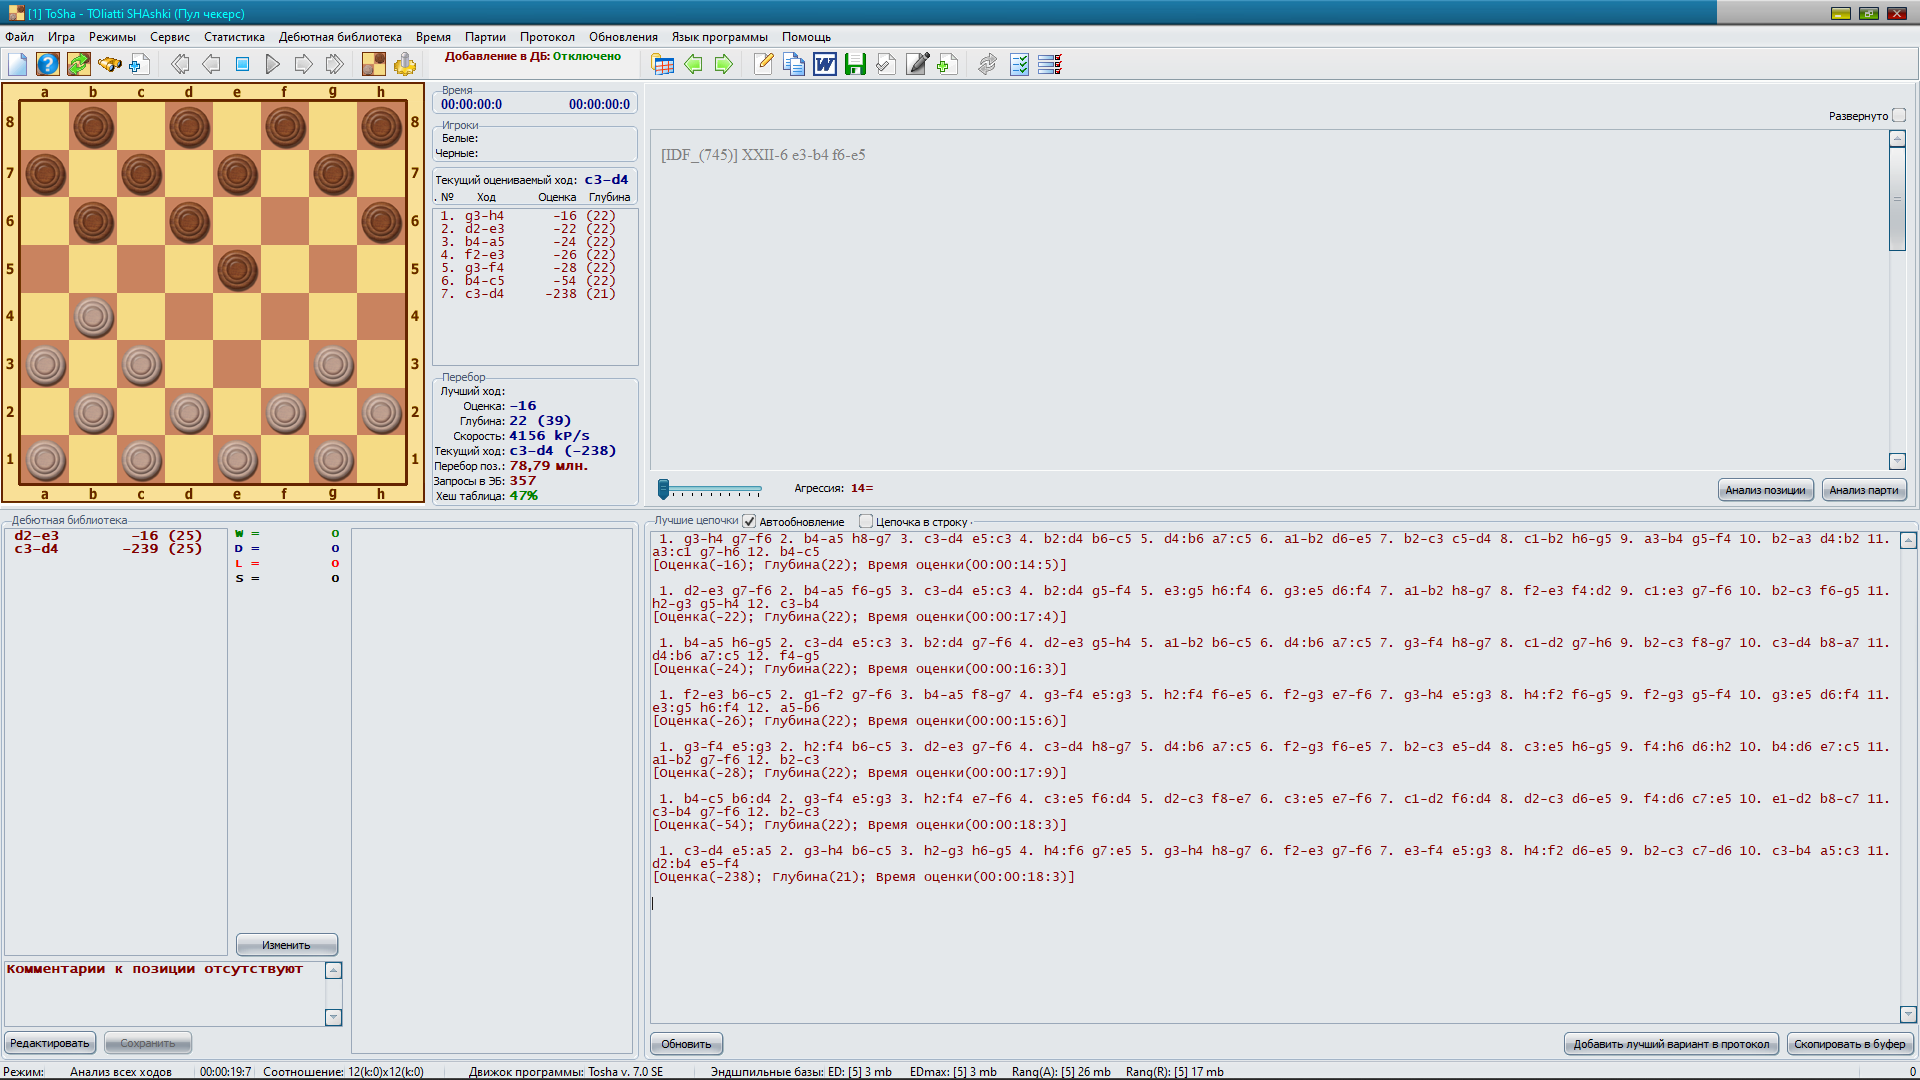 [1] ToSha - TOliatti SHAshki (Пул чекерс)
Файл Игра Режимы Сервис Статистика Дебютная библиотека Время Партии Протокол Обновления Язык программы Помощь
Добавление в ДБ: Отключено
a b c d e f g h
8 8
7 7
6 6
5 5
4 4
3 3
2 2
1 1
a b c d e f g h
Время
00:00:00:0 00:00:00:0
Игроки
Белые:
Черные:
Текущий оцениваемый ход: c3-d4
. № Ход Оценка Глубина
1. g3-h4 -16 (22)
2. d2-e3 -22 (22)
3. b4-a5 -24 (22)
4. f2-e3 -26 (22)
5. g3-f4 -28 (22)
6. b4-c5 -54 (22)
7. c3-d4 -238 (21)
Перебор
Лучший ход:
Оценка: -16
Глубина: 22 (39)
Скорость: 4156 kP/s
Текущий ход: c3-d4 (-238)
Перебор поз.: 78,79 млн.
Запросы в ЭБ: 357
Хеш таблица: 47%
Развернуто
[IDF_(745)] XXII-6 e3-b4 f6-e5
Агрессия: 14=
Анализ позиции Анализ парти
Дебютная библиотека
d2-e3 -16 (25)
c3-d4 -239 (25)
W = 0
D = 0
L = 0
S = 0
Изменить
Комментарии к позиции отсутствуют
Редактировать Сохранить
Лучшие цепочки Автообновление Цепочка в строку
1. g3-h4 g7-f6 2. b4-a5 h8-g7 3. c3-d4 e5:c3 4. b2:d4 b6-c5 5. d4:b6 a7:c5 6. a1-b2 d6-e5 7. b2-c3 c5-d4 8. c1-b2 h6-g5 9. a3-b4 g5-f4 10. b2-a3 d4:b2 11.
a3:c1 g7-h6 12. b4-c5
[Оценка(-16); Глубина(22); Время оценки(00:00:14:5)]
1. d2-e3 g7-f6 2. b4-a5 f6-g5 3. c3-d4 e5:c3 4. b2:d4 g5-f4 5. e3:g5 h6:f4 6. g3:e5 d6:f4 7. a1-b2 h8-g7 8. f2-e3 f4:d2 9. c1:e3 g7-f6 10. b2-c3 f6-g5 11.
h2-g3 g5-h4 12. c3-b4
[Оценка(-22); Глубина(22); Время оценки(00:00:17:4)]
1. b4-a5 h6-g5 2. c3-d4 e5:c3 3. b2:d4 g7-f6 4. d2-e3 g5-h4 5. a1-b2 b6-c5 6. d4:b6 a7:c5 7. g3-f4 h8-g7 8. c1-d2 g7-h6 9. b2-c3 f8-g7 10. c3-d4 b8-a7 11.
d4:b6 a7:c5 12. f4-g5
[Оценка(-24); Глубина(22); Время оценки(00:00:16:3)]
1. f2-e3 b6-c5 2. g1-f2 g7-f6 3. b4-a5 f8-g7 4. g3-f4 e5:g3 5. h2:f4 f6-e5 6. f2-g3 e7-f6 7. g3-h4 e5:g3 8. h4:f2 f6-g5 9. f2-g3 g5-f4 10. g3:e5 d6:f4 11.
e3:g5 h6:f4 12. a5-b6
[Оценка(-26); Глубина(22); Время оценки(00:00:15:6)]
1. g3-f4 e5:g3 2. h2:f4 b6-c5 3. d2-e3 g7-f6 4. c3-d4 h8-g7 5. d4:b6 a7:c5 6. f2-g3 f6-e5 7. b2-c3 e5-d4 8. c3:e5 h6-g5 9. f4:h6 d6:h2 10. b4:d6 e7:c5 11.
a1-b2 g7-f6 12. b2-c3
[Оценка(-28); Глубина(22); Время оценки(00:00:17:9)]
1. b4-c5 b6:d4 2. g3-f4 e5:g3 3. h2:f4 e7-f6 4. c3:e5 f6:d4 5. d2-c3 f8-e7 6. c3:e5 e7-f6 7. c1-d2 f6:d4 8. d2-c3 d6-e5 9. f4:d6 c7:e5 10. e1-d2 b8-c7 11.
c3-b4 g7-f6 12. b2-c3
[Оценка(-54); Глубина(22); Время оценки(00:00:18:3)]
1. c3-d4 e5:a5 2. g3-h4 b6-c5 3. h2-g3 h6-g5 4. h4:f6 g7:e5 5. g3-h4 h8-g7 6. f2-e3 g7-f6 7. e3-f4 e5:g3 8. h4:f2 d6-e5 9. b2-c3 c7-d6 10. c3-b4 a5:c3 11.
d2:b4 e5-f4
[Оценка(-238); Глубина(21); Время оценки(00:00:18:3)]
Обновить Добавить лучший вариант в протокол Скопировать в буфер
Режим: Анализ всех ходов 00:00:19:7 Соотношение: 12(k:0)x12(k:0) Движок программы: Tosha v. 7.0 SE Эндшпильные базы: ED: [5] 3 mb EDmax: [5] 3 mb Rang(A): [5] 26 mb Rang(R): [5] 17 mb 0